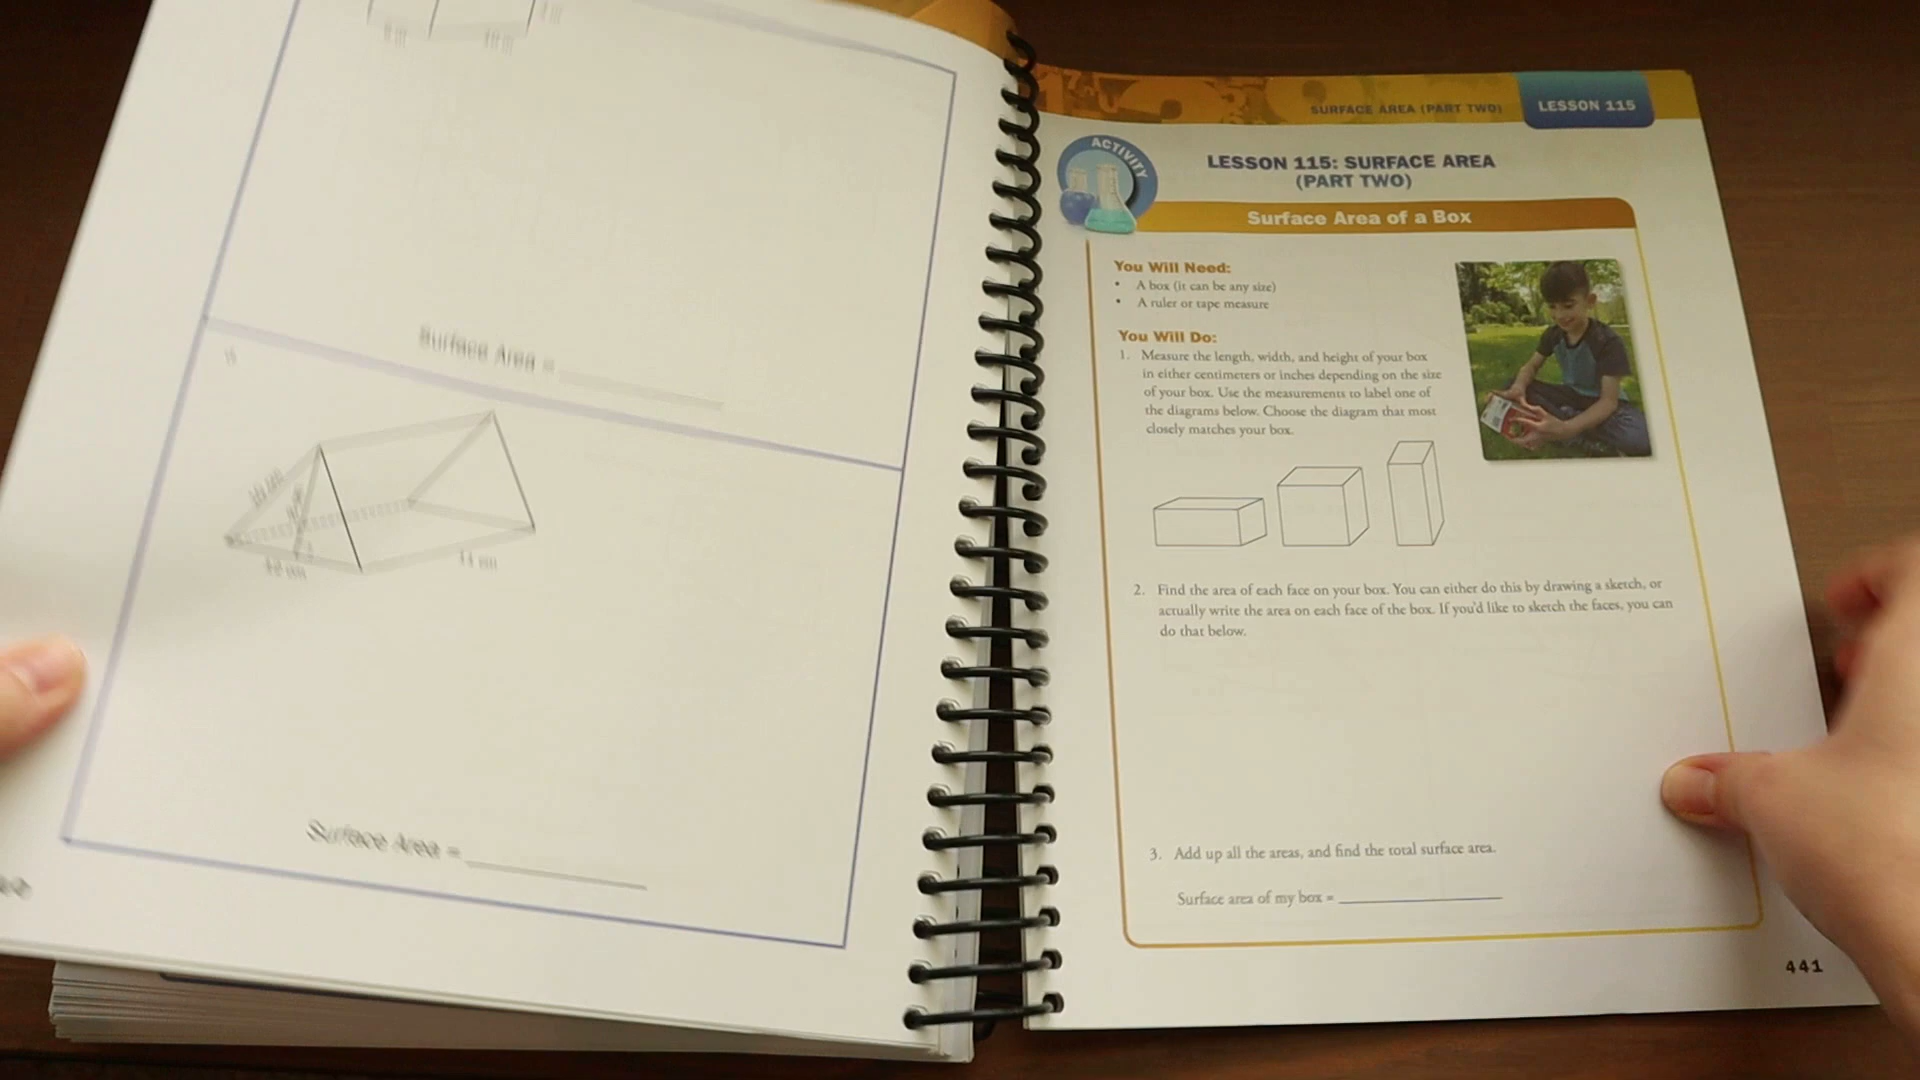 Surface Area =
11 cm
Surface Area =
SURFACE AREA (PART TWO)
LESSON 115
ACTIVITY
LESSON 115: SURFACE AREA
(PART TWO)
Surface Area of a Box
You Will Need:
• A box (it can be any size)
• A ruler or tape measure
You Will Do:
1. Measure the length, width, and height of your box
in either centimeters or inches depending on the size
of your box. Use the measurements to label one of
the diagrams below. Choose the diagram that most
closely matches your box.
2. Find the area of each face on your box. You can either do this by drawing a sketch, or
actually write the area on each face of the box. If you'd like to sketch the faces, you can
do that below.
3. Add up all the areas, and find the total surface area.
Surface area of my box =
441